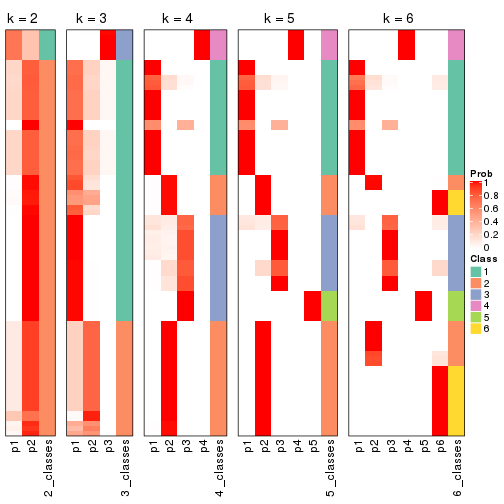 k = 2
k = 3
k = 4
k = 5
k = 6
p1
p2
2_classes
p1
p2
p3
3_classes
p1
p2
p3
p4
4_classes
p1
p2
p3
p4
p5
5_classes
p1
p2
p3
p4
p5
p6
6_classes
Prob
1
0.8
0.6
0.4
0.2
0
Class
1
2
3
4
5
6